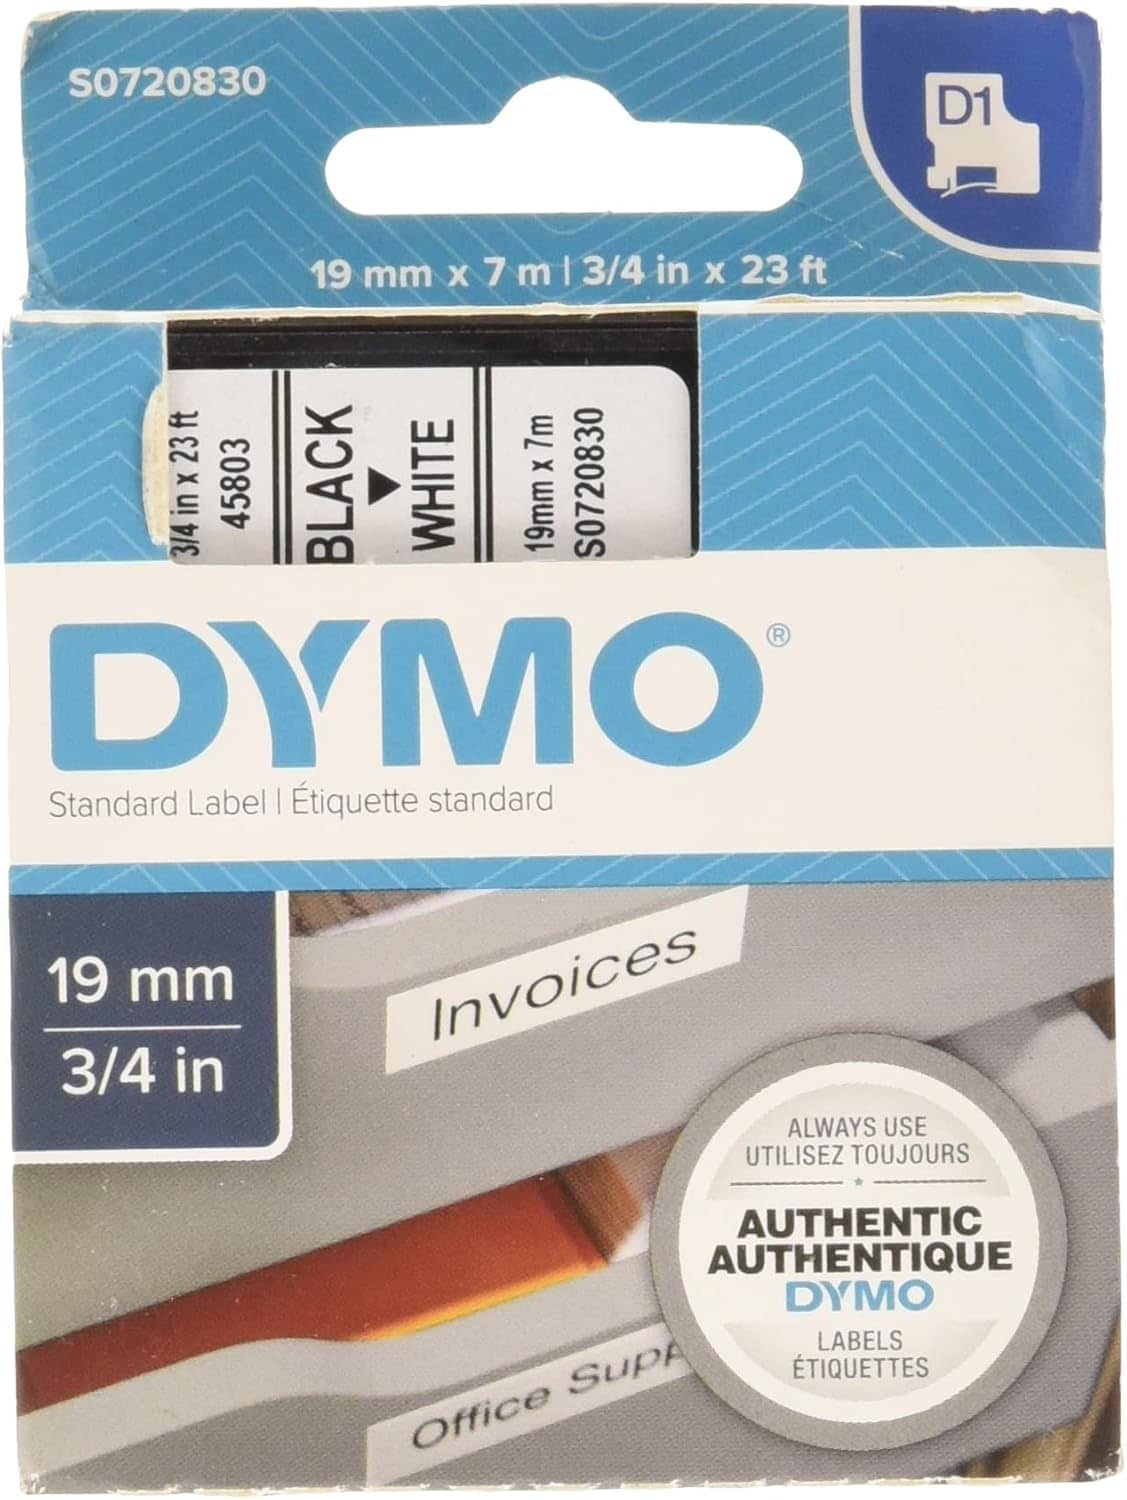 S0720830
D1
19 mm x 7 m | 3/4 in x 23 ft
3/4 in x 23 ft
45803
BLACK
WHITE
19mm x 7m
S0720830
DYMO®
Standard Label | Étiquette standard
19 mm
3/4 in
Invoices
Office Supp
ALWAYS USE
UTILISEZ TOUJOURS
AUTHENTIC
AUTHENTIQUE
DYMO
LABELS
ÉTIQUETTES